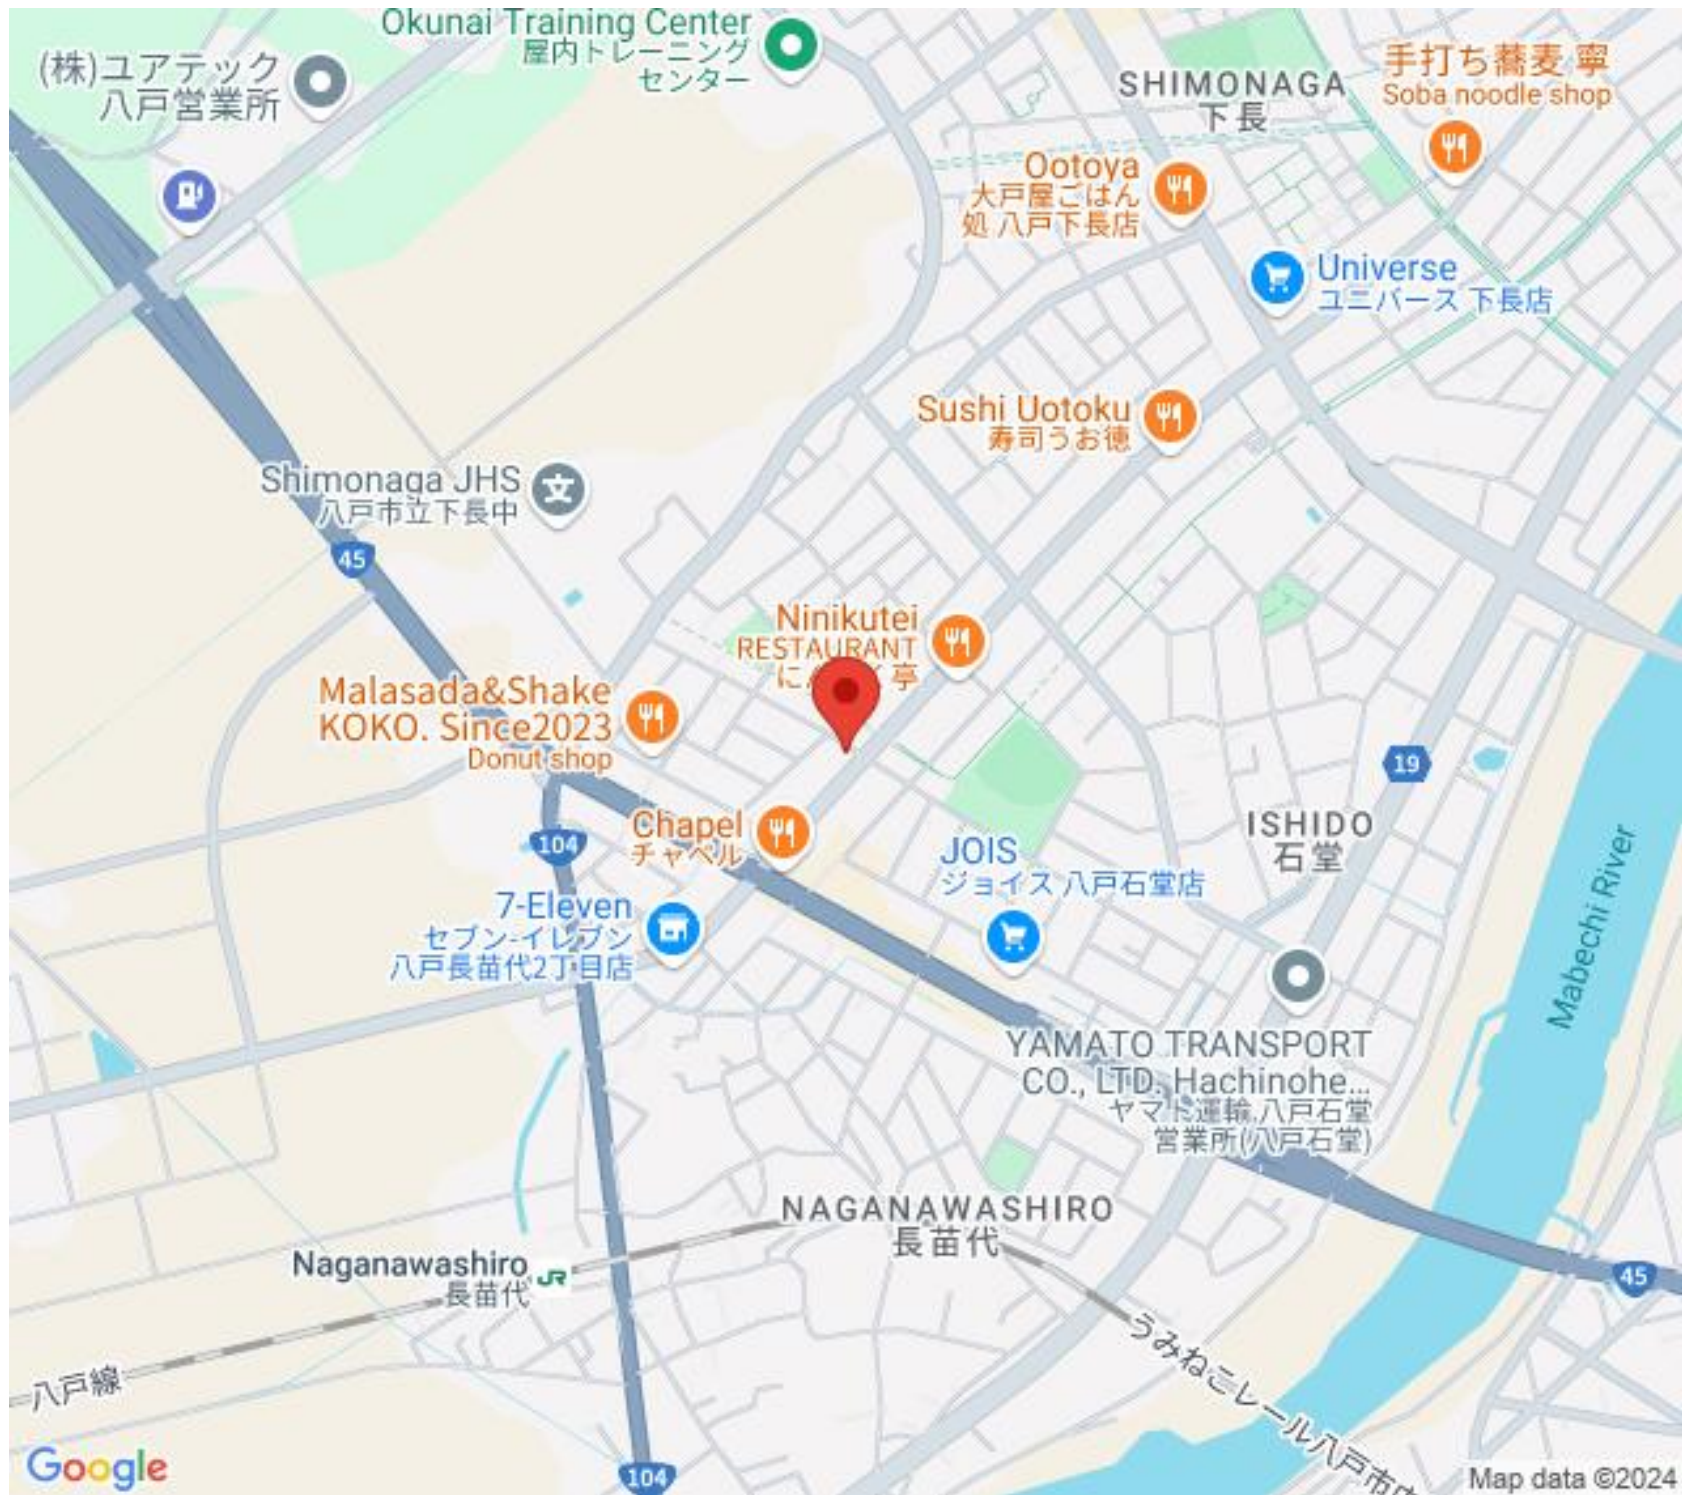 Okunai Training Center
屋内トレーニング
センター
(株)ユアテック
八戸営業所
SHIMONAGA
下長
手打ち蕎麦 寧
Soba noodle shop
Ootoya
大戸屋ごはん
処 八戸下長店
Universe
ユニバース 下長店
Sushi Uotoku
寿司うお徳
Shimonaga JHS
八戸市立下長中
文
45
Ninikutei
RESTAURANT
に
亭
Malasada&Shake
KOKO. Since2023
Donut shop
19
104
Chapel
チャペル
ISHIDO
石堂
JOIS
ジョイス 八戸石堂店
7-Eleven
セブン-イレブン
八戸長苗代2丁目店
Mabechi River
YAMATO TRANSPORT
CO., LTD. Hachinohe...
ヤマト運輸 八戸石堂
営業所(八戸石堂)
NAGANAWASHIRO
長苗代
Naganawashiro
長苗代
JR
45
うみねこレール八戸市内
八戸線
104
Google
Map data ©2024